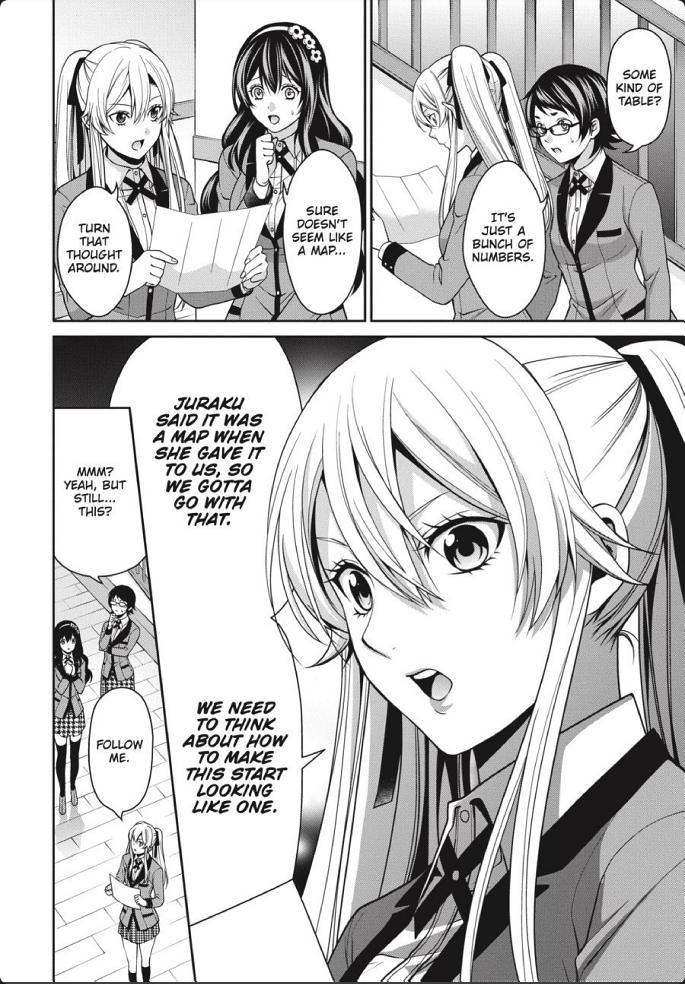 SOME
KIND OF
TABLE?
IT'S
JUST A
BUNCH OF
NUMBERS.
SURE
DOESN'T
SEEM LIKE
A MAP...
TURN
THAT
THOUGHT
AROUND.
JURAKU
SAID IT WAS
A MAP WHEN
SHE GAVE IT
TO US, SO
WE GOTTA
GO WITH
THAT.
WE NEED
TO THINK
ABOUT HOW
TO MAKE
THIS START
LOOKING
LIKE ONE.
MMM?
YEAH, BUT
STILL...
THIS?
FOLLOW
ME.